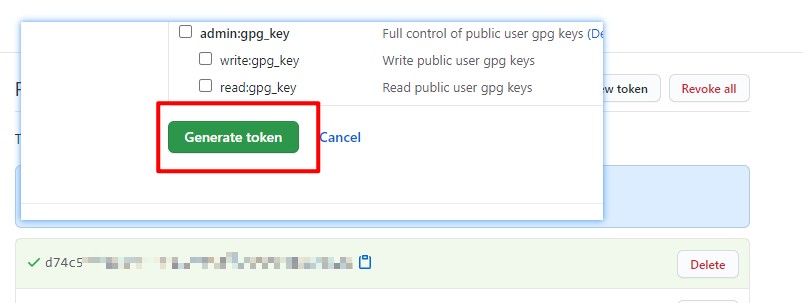 admin:gpg_key Full control of public user gpg keys (De
write:gpg_key Write public user gpg keys
read:gpg_key Read public user gpg keys
P
w token Revoke all
T
Generate token Cancel
d74c5
Delete